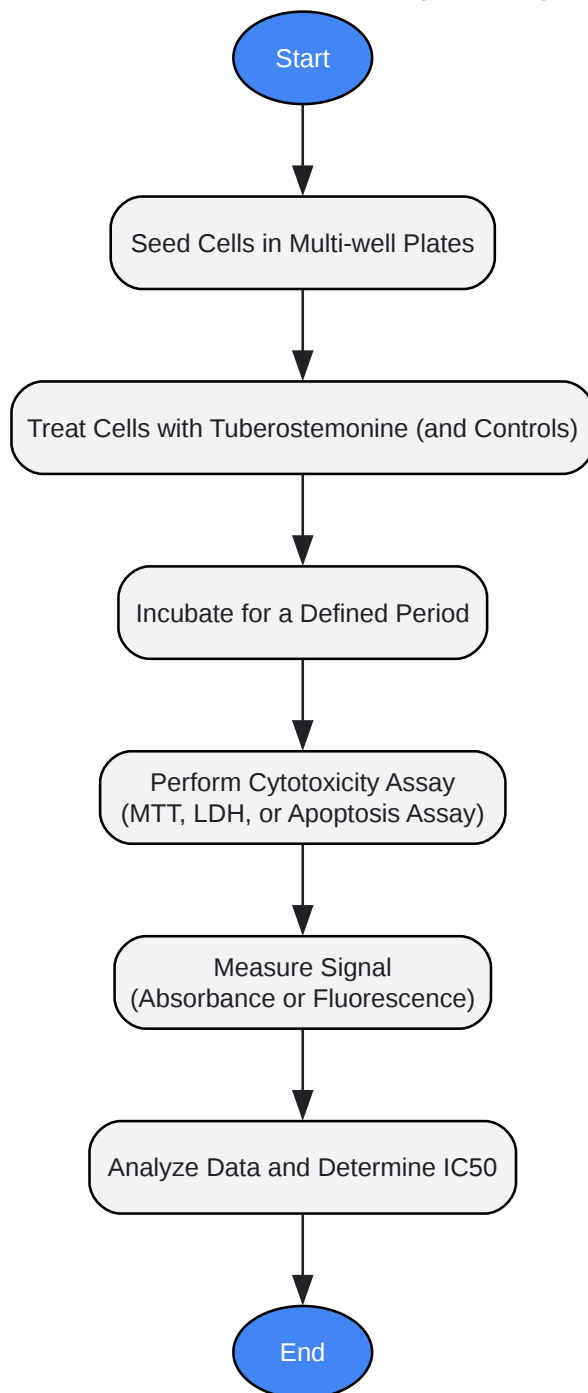 Start
Seed Cells in Multi-well Plates
Treat Cells with Tuberostemonine (and Controls)
Incubate for a Defined Period
Perform Cytotoxicity Assay
(MTT, LDH, or Apoptosis Assay)
Measure Signal
(Absorbance or Fluorescence)
Analyze Data and Determine IC50
End